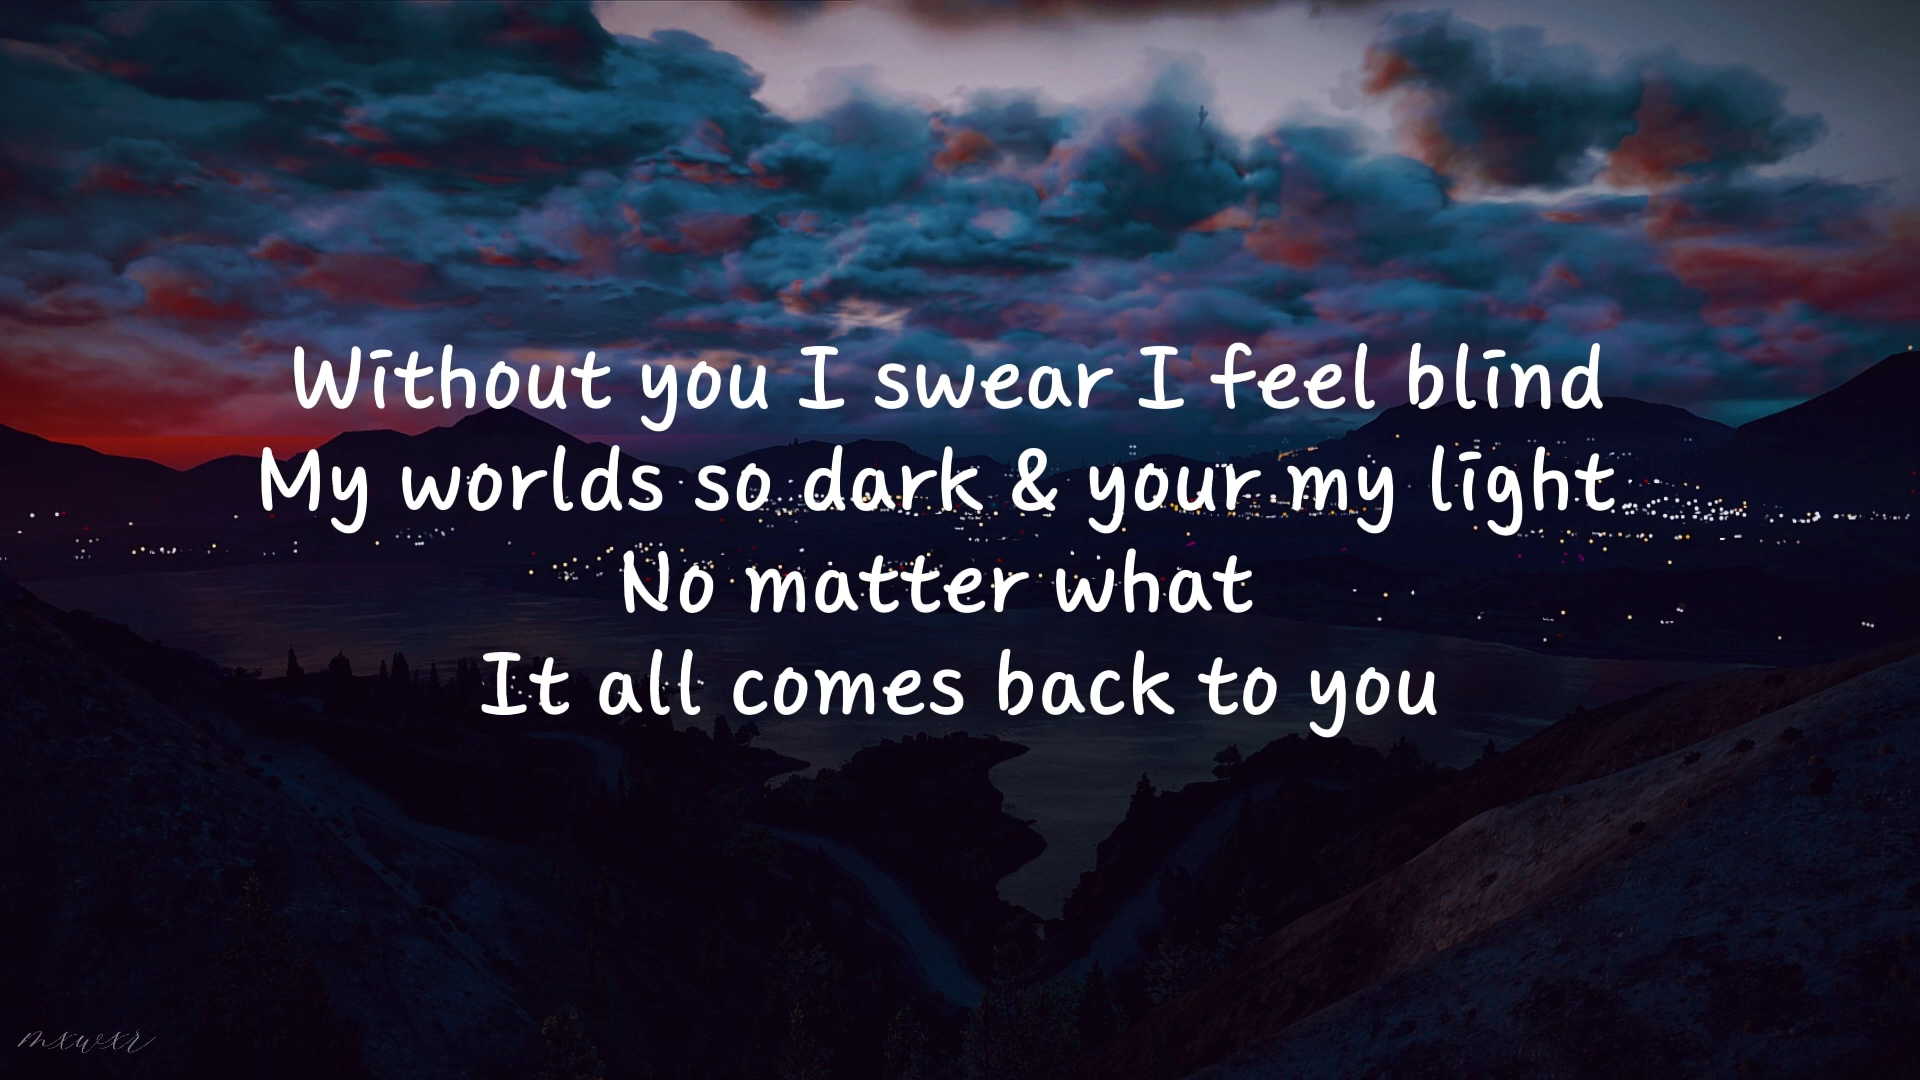 Without you I swear I feel blind
My worlds so dark & your my light
No matter what
It all comes back to you
mxwxr